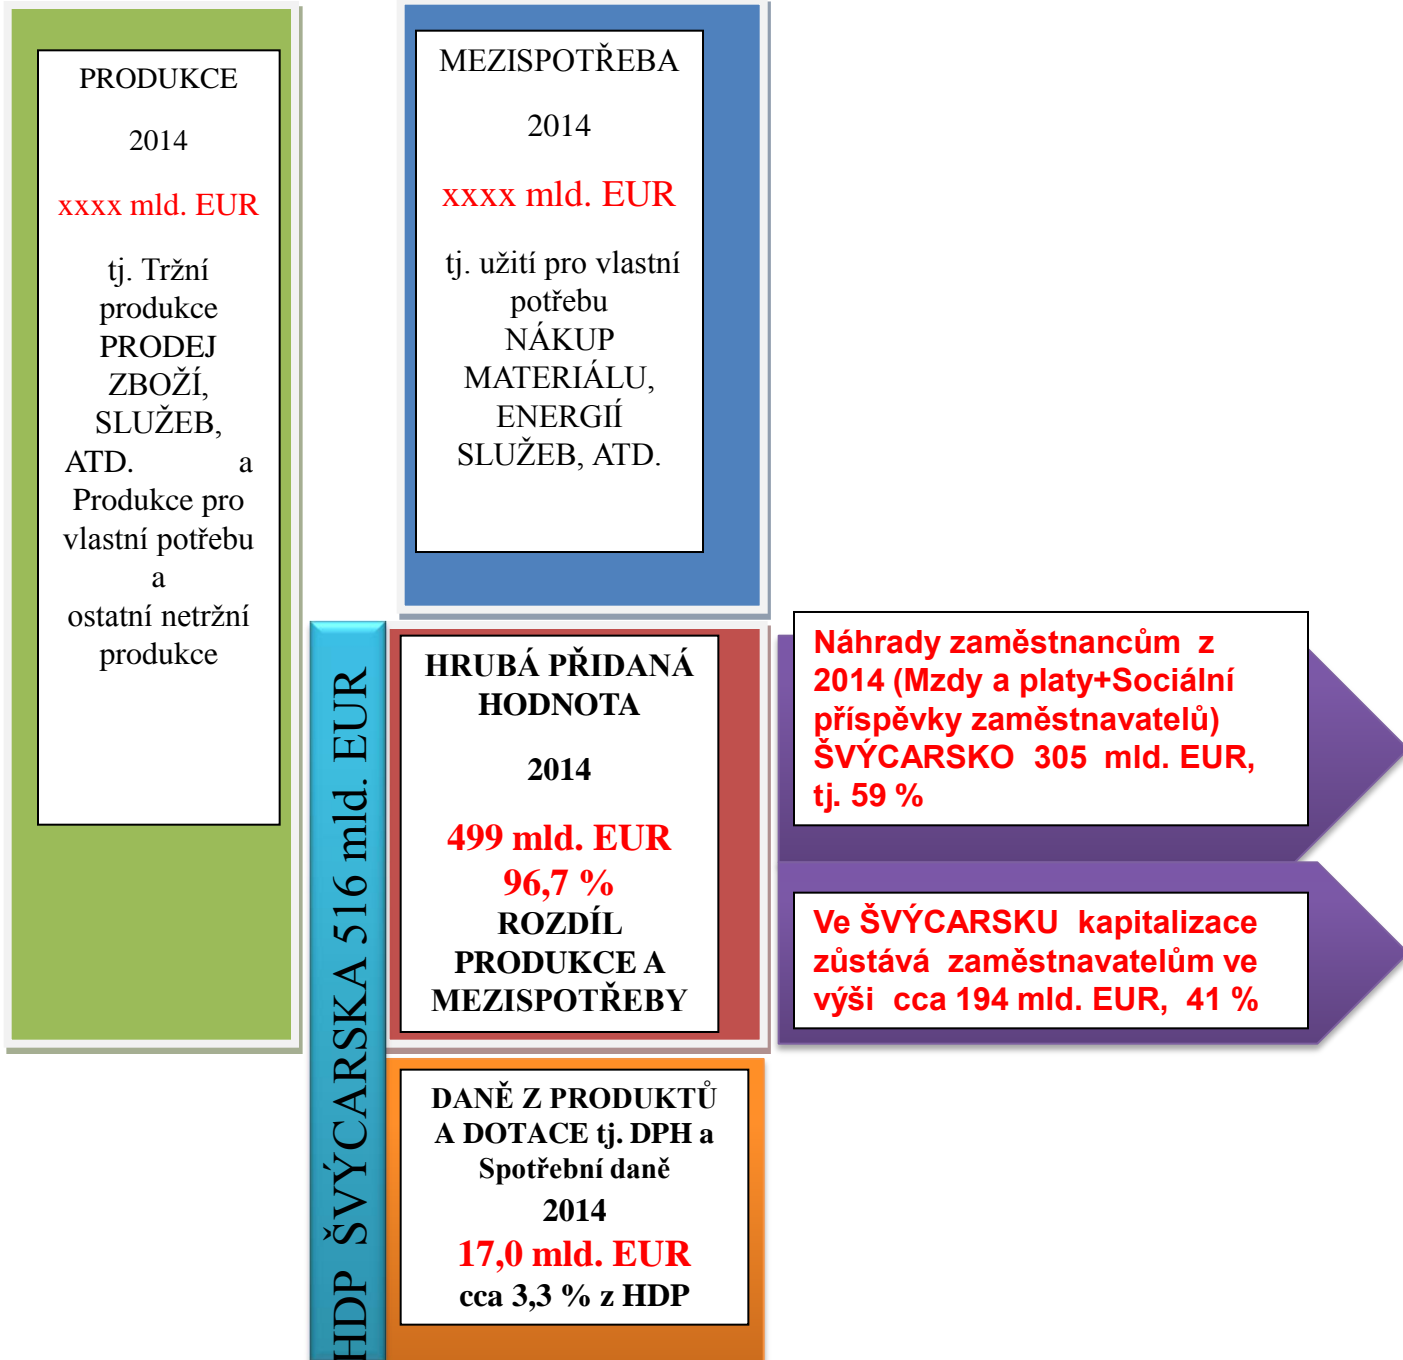 PRODUKCE
2014
xxxx mld. EUR
tj. Tržní
produkce
PRODEJ
ZBOŽÍ,
SLUŽEB,
ATD. a
Produkce pro
vlastní potřebu
a
ostatní netržní
produkce
MEZISPOTŘEBA
2014
xxxx mld. EUR
tj. užití pro vlastní
potřebu
NÁKUP
MATERIÁLU,
ENERGIÍ
SLUŽEB, ATD.
HDP ŠVÝCARSKA 516 mld. EUR
HRUBÁ PŘIDANÁ
HODNOTA
2014
499 mld. EUR
96,7 %
ROZDÍL
PRODUKCE A
MEZISPOTŘEBY
Náhrady zaměstnancům z
2014 (Mzdy a platy+Sociální
příspěvky zaměstnavatelů)
ŠVÝCARSKO 305 mld. EUR,
tj. 59 %
Ve ŠVÝCARSKU kapitalizace
zůstává zaměstnavatelům ve
výši cca 194 mld. EUR, 41 %
DANĚ Z PRODUKTŮ
A DOTACE tj. DPH a
Spotřební daně
2014
17,0 mld. EUR
cca 3,3 % z HDP